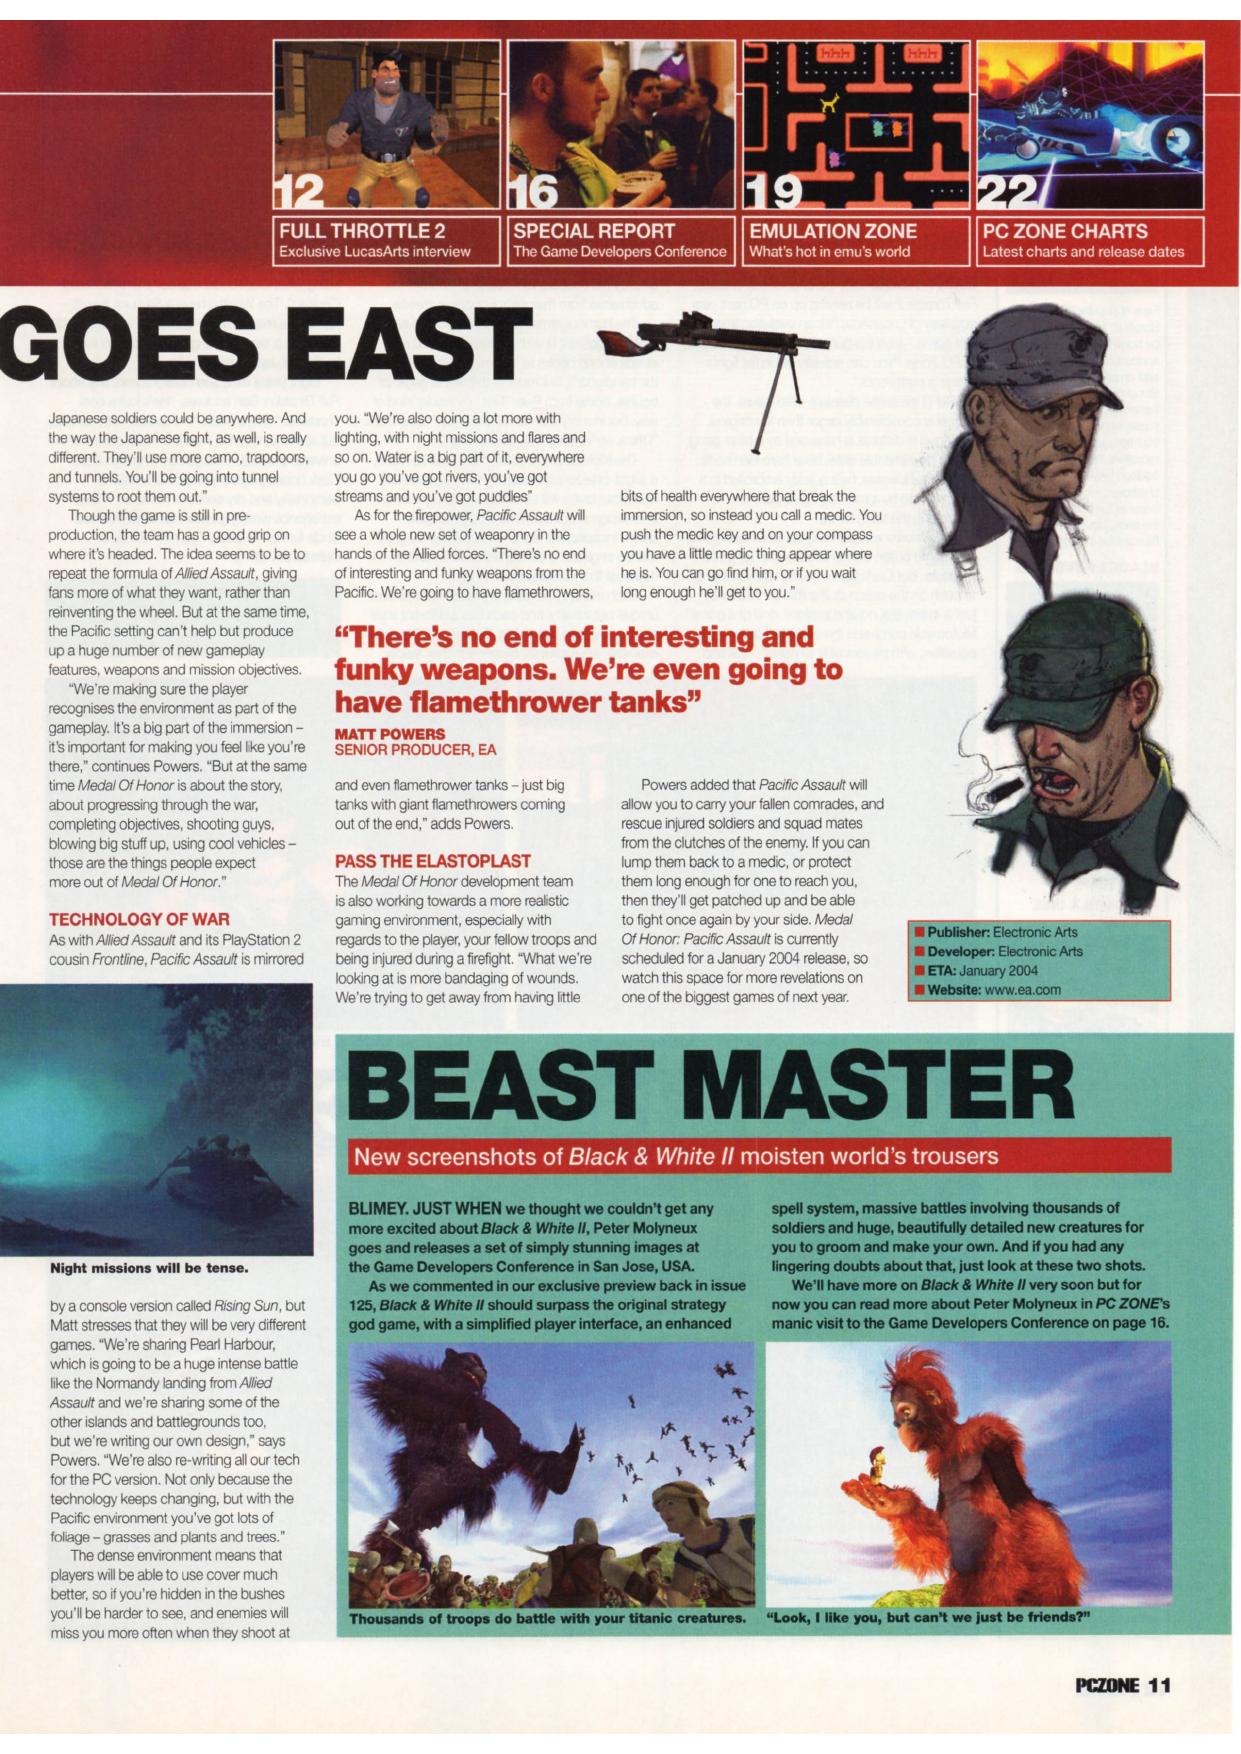 12
FULL THROTTLE 2
Exclusive LucasArts interview
16
SPECIAL REPORT
The Game Developers Conference
19
EMULATION ZONE
What's hot in emu's world
22
PC ZONE CHARTS
Latest charts and release dates
GOES EAST
Japanese soldiers could be anywhere. And
the way the Japanese fight, as well, is really
different. They'll use more camo, trapdoors,
and tunnels. You'll be going into tunnel
systems to root them out."
Though the game is still in pre-
production, the team has a good grip on
where it's headed. The idea seems to be to
repeat the formula of Allied Assault, giving
fans more of what they want, rather than
reinventing the wheel. But at the same time,
the Pacific setting can't help but produce
up a huge number of new gameplay
features, weapons and mission objectives.
"We're making sure the player
recognises the environment as part of the
gameplay. It's a big part of the immersion –
it's important for making you feel like you're
there," continues Powers. "But at the same
time Medal Of Honor is about the story,
about progressing through the war,
completing objectives, shooting guys,
blowing big stuff up, using cool vehicles –
those are the things people expect
more out of Medal Of Honor."
TECHNOLOGY OF WAR
As with Allied Assault and its PlayStation 2
cousin Frontline, Pacific Assault is mirrored
Night missions will be tense.
by a console version called Rising Sun, but
Matt stresses that they will be very different
games. "We're sharing Pearl Harbour,
which is going to be a huge intense battle
like the Normandy landing from Allied
Assault and we're sharing some of the
other islands and battlegrounds too,
but we're writing our own design," says
Powers. "We're also re-writing all our tech
for the PC version. Not only because the
technology keeps changing, but with the
Pacific environment you've got lots of
foliage – grasses and plants and trees."
The dense environment means that
players will be able to use cover much
better, so if you're hidden in the bushes
you'll be harder to see, and enemies will
miss you more often when they shoot at
you. "We're also doing a lot more with
lighting, with night missions and flares and
so on. Water is a big part of it, everywhere
you go you've got rivers, you've got
streams and you've got puddles"
As for the firepower, Pacific Assault will
see a whole new set of weaponry in the
hands of the Allied forces. "There's no end
of interesting and funky weapons from the
Pacific. We're going to have flamethrowers,
"There's no end of interesting and
funky weapons. We're even going to
have flamethrower tanks"
MATT POWERS
SENIOR PRODUCER, EA
and even flamethrower tanks – just big
tanks with giant flamethrowers coming
out of the end," adds Powers.
PASS THE ELASTOPLAST
The Medal Of Honor development team
is also working towards a more realistic
gaming environment, especially with
regards to the player, your fellow troops and
being injured during a firefight. "What we're
looking at is more bandaging of wounds.
We're trying to get away from having little
bits of health everywhere that break the
immersion, so instead you call a medic. You
push the medic key and on your compass
you have a little medic thing appear where
he is. You can go find him, or if you wait
long enough he'll get to you."
Powers added that Pacific Assault will
allow you to carry your fallen comrades, and
rescue injured soldiers and squad mates
from the clutches of the enemy. If you can
lump them back to a medic, or protect
them long enough for one to reach you,
then they'll get patched up and be able
to fight once again by your side. Medal
Of Honor: Pacific Assault is currently
scheduled for a January 2004 release, so
watch this space for more revelations on
one of the biggest games of next year.
Publisher: Electronic Arts
Developer: Electronic Arts
ETA: January 2004
Website: www.ea.com
BEAST MASTER
New screenshots of Black & White II moisten world's trousers
BLIMEY. JUST WHEN we thought we couldn't get any
more excited about Black & White II, Peter Molyneux
goes and releases a set of simply stunning images at
the Game Developers Conference in San Jose, USA.
As we commented in our exclusive preview back in issue
125, Black & White II should surpass the original strategy
god game, with a simplified player interface, an enhanced
spell system, massive battles involving thousands of
soldiers and huge, beautifully detailed new creatures for
you to groom and make your own. And if you had any
lingering doubts about that, just look at these two shots.
We'll have more on Black & White II very soon but for
now you can read more about Peter Molyneux in PC ZONE's
manic visit to the Game Developers Conference on page 16.
Thousands of troops do battle with your titanic creatures.
"Look, I like you, but can't we just be friends?"
PCZONE 11